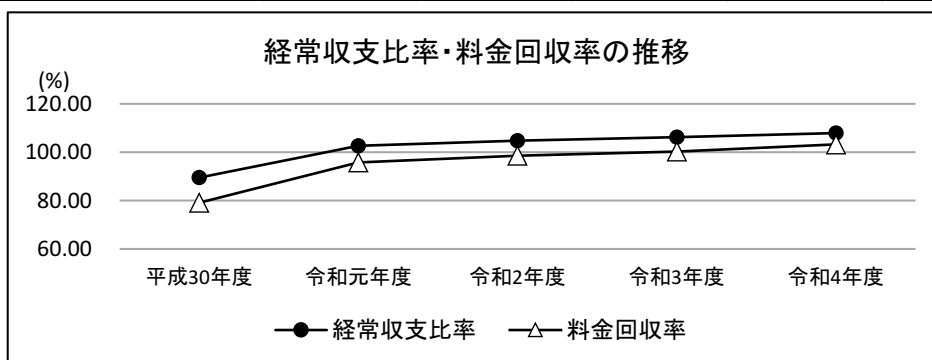 経常収支比率・料金回収率の推移
(%)
120.00
100.00
80.00
60.00
平成30年度 令和元年度 令和2年度 令和3年度 令和4年度
経常収支比率 料金回収率